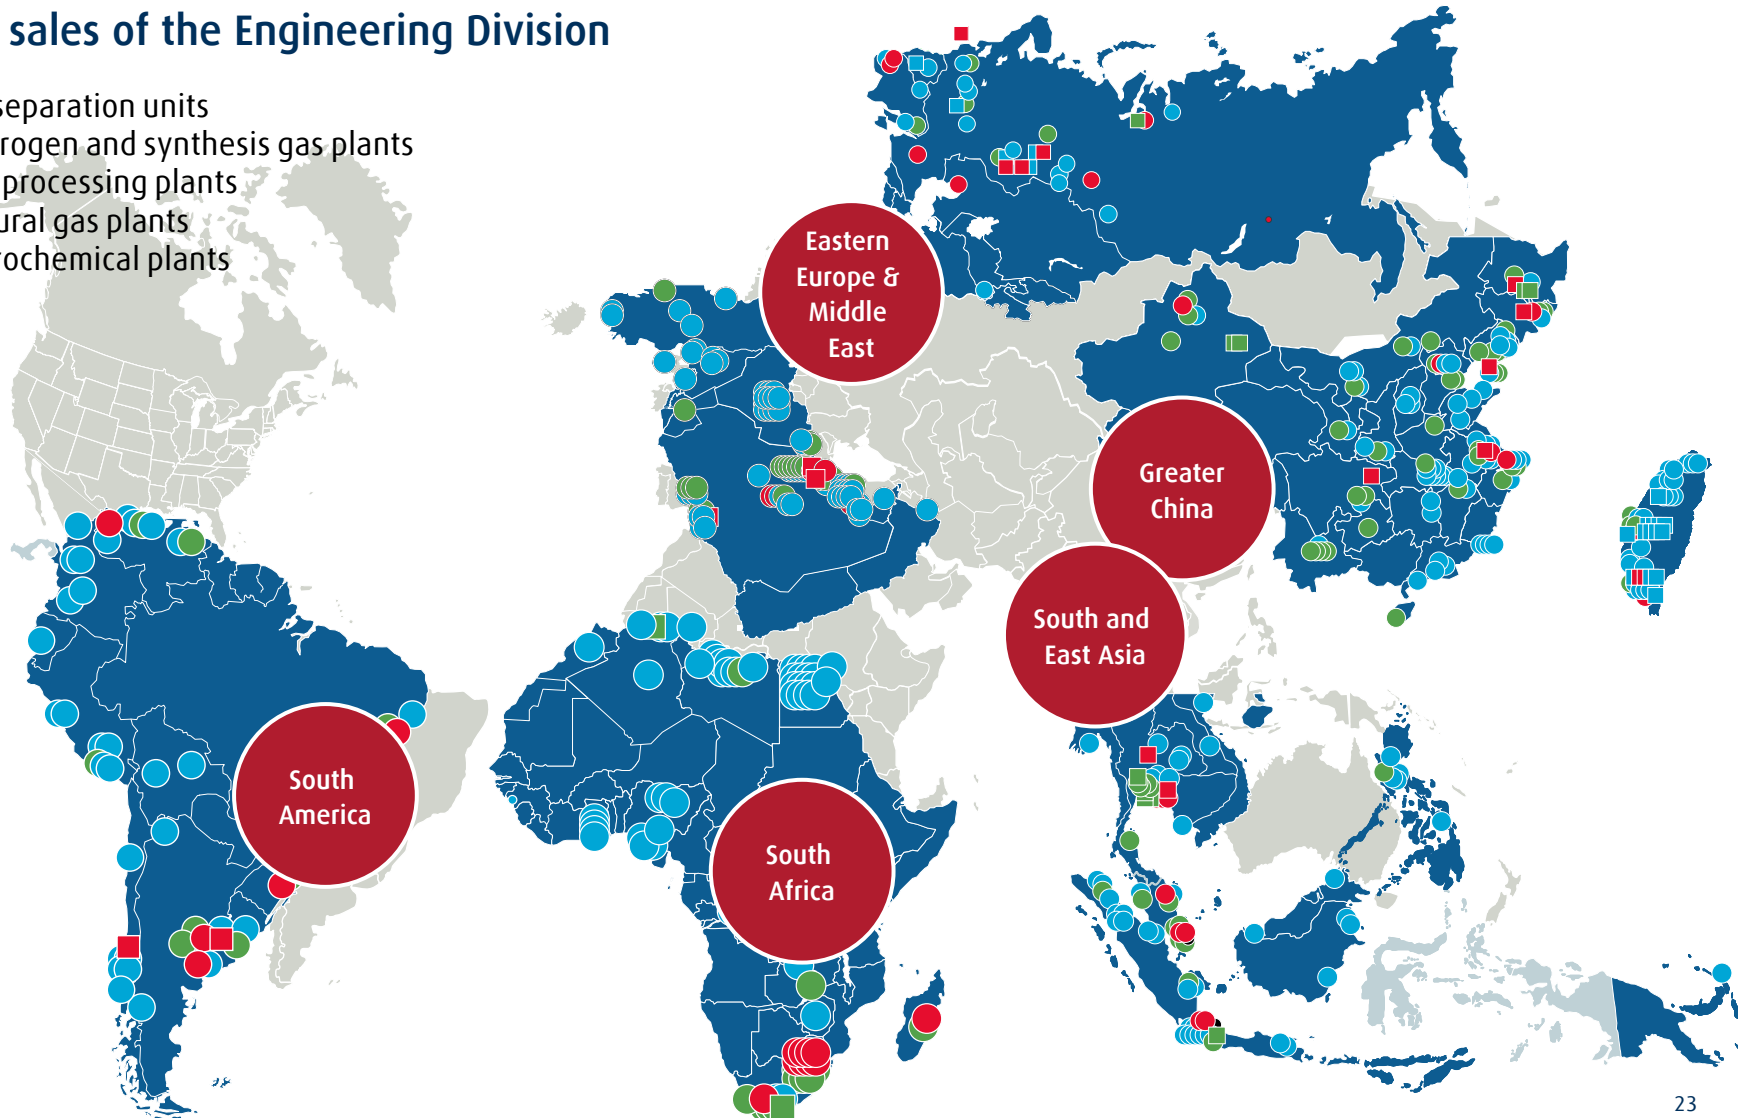 sales of the Engineering Division
separation units
rogen and synthesis gas plants
processing plants
ural gas plants
rochemical plants
Eastern
Europe &
Middle
East
Greater
China
South and
East Asia
South
America
South
Africa
23